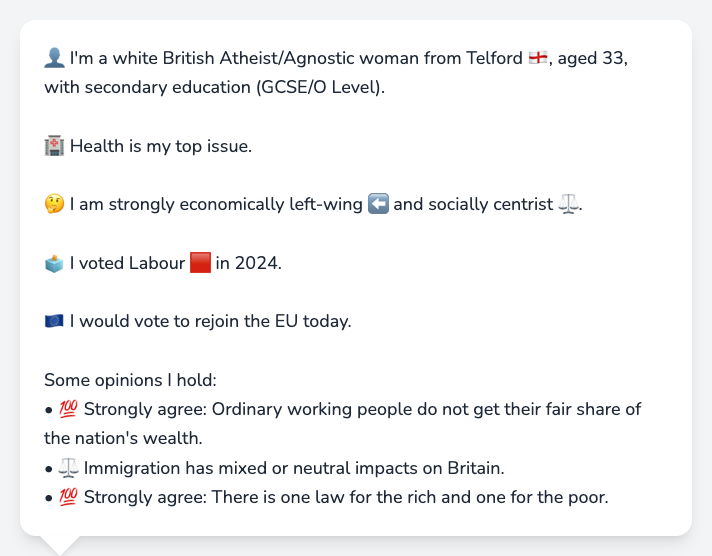 👤 I'm a white British Atheist/Agnostic woman from Telford 🏴󠁧󠁢󠁥󠁮󠁧󠁿, aged 33,
with secondary education (GCSE/O Level).
🏥 Health is my top issue.
🤔 I am strongly economically left-wing ⬅️ and socially centrist ⚖️.
🗳️ I voted Labour 🟥 in 2024.
🇪🇺 I would vote to rejoin the EU today.
Some opinions I hold:
• 💯 Strongly agree: Ordinary working people do not get their fair share of
the nation's wealth.
• ⚖️ Immigration has mixed or neutral impacts on Britain.
• 💯 Strongly agree: There is one law for the rich and one for the poor.